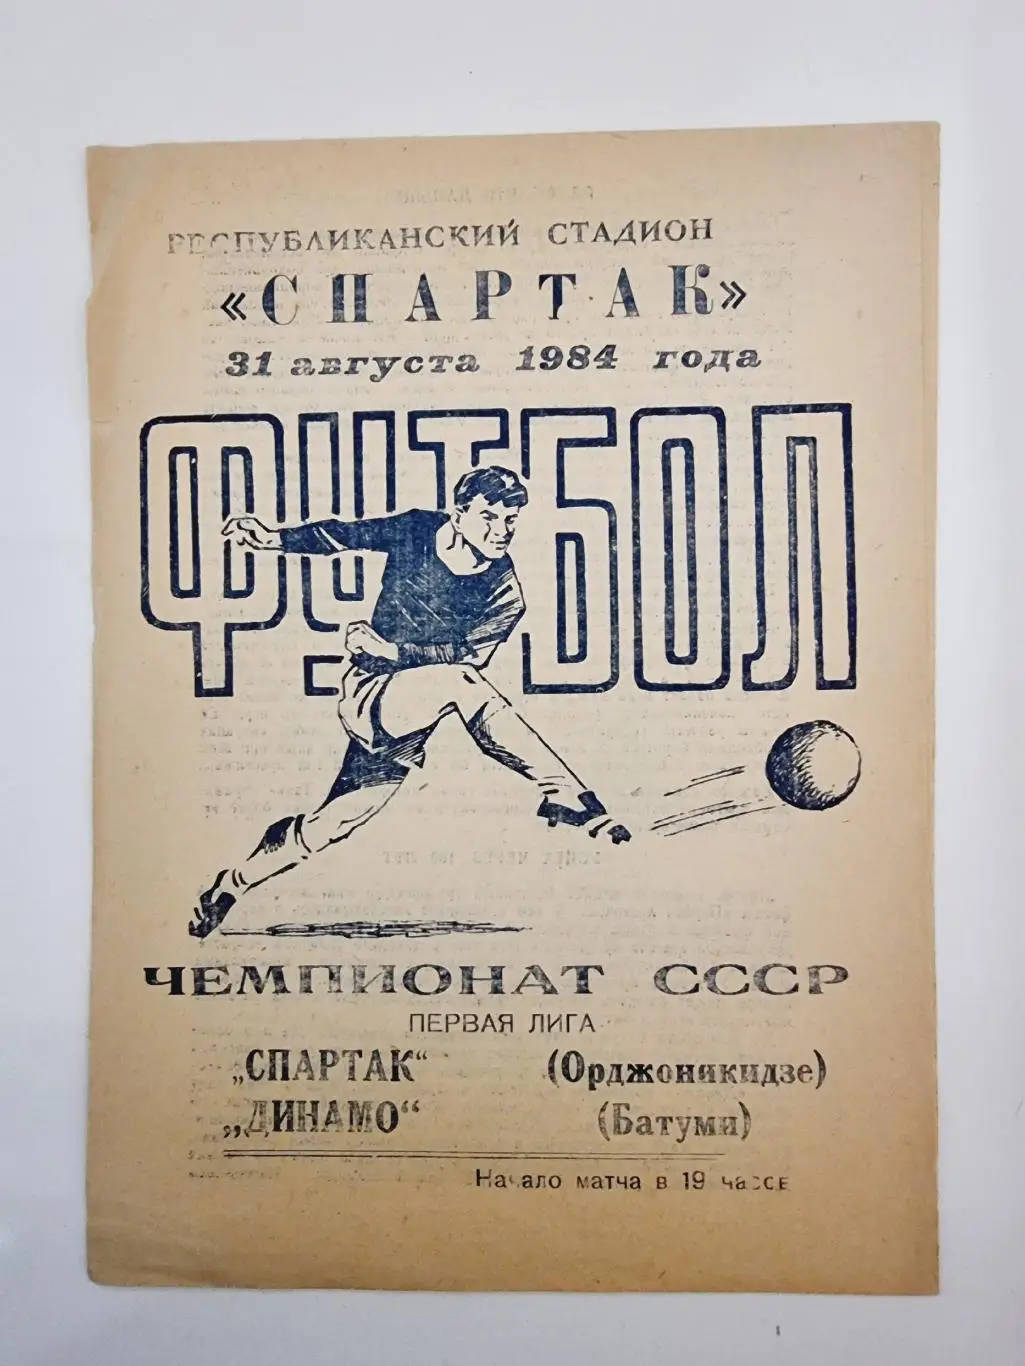 РЕСПУБЛИКАНСКИЙ СТАДИОН
«СПАРТАК»
31 августа 1984 года
ФУТБОЛ
ЧЕМПИОНАТ СССР
ПЕРВАЯ ЛИГА
„СПАРТАК“ (Орджоникидзе)
„ДИНАМО“ (Батуми)
Начало матча в 19 часов